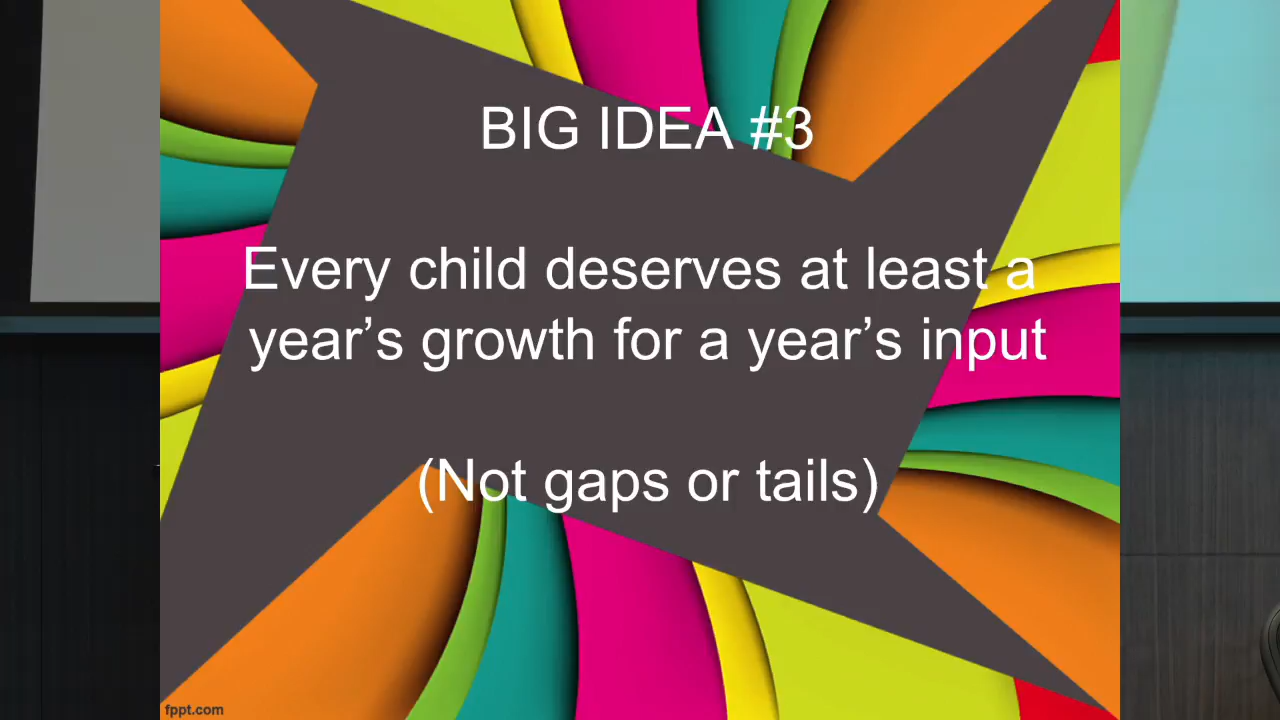 BIG IDEA #3
Every child deserves at least a
year’s growth for a year’s input
(Not gaps or tails)
fppt.com